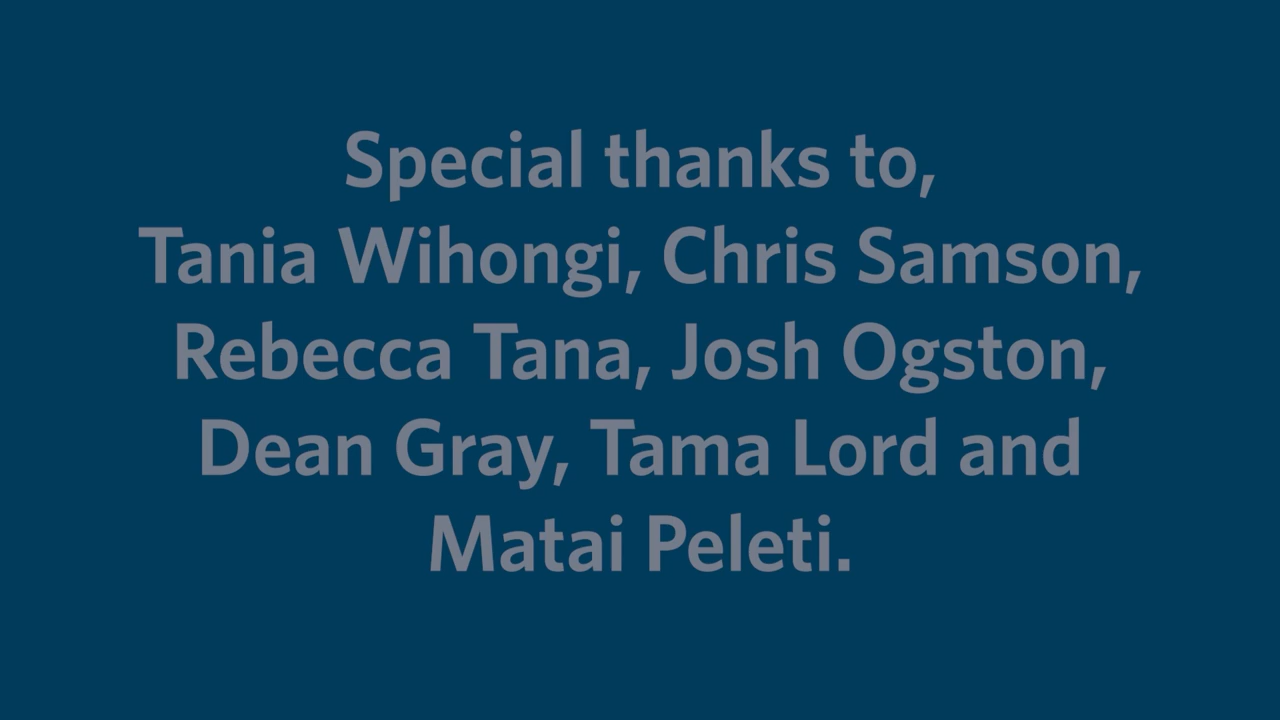 Special thanks to,
Tania Wihongi, Chris Samson,
Rebecca Tana, Josh Ogston,
Dean Gray, Tama Lord and
Matai Peleti.